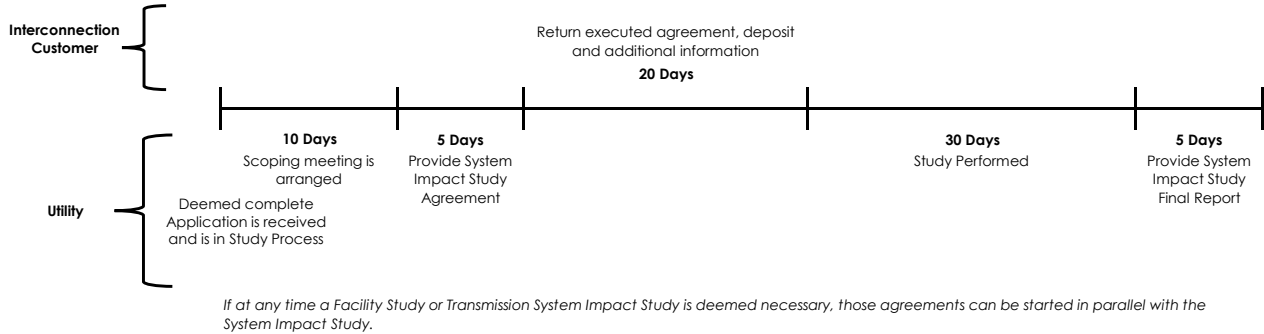 Interconnection
Customer
Return executed agreement, deposit
and additional information
20 Days
10 Days
Scoping meeting is
arranged
Deemed complete
Application is received
and is in Study Process
5 Days
Provide System
Impact Study
Agreement
30 Days
Study Performed
5 Days
Provide System
Impact Study
Final Report
Utility
If at any time a Facility Study or Transmission System Impact Study is deemed necessary, those agreements can be started in parallel with the
System Impact Study.